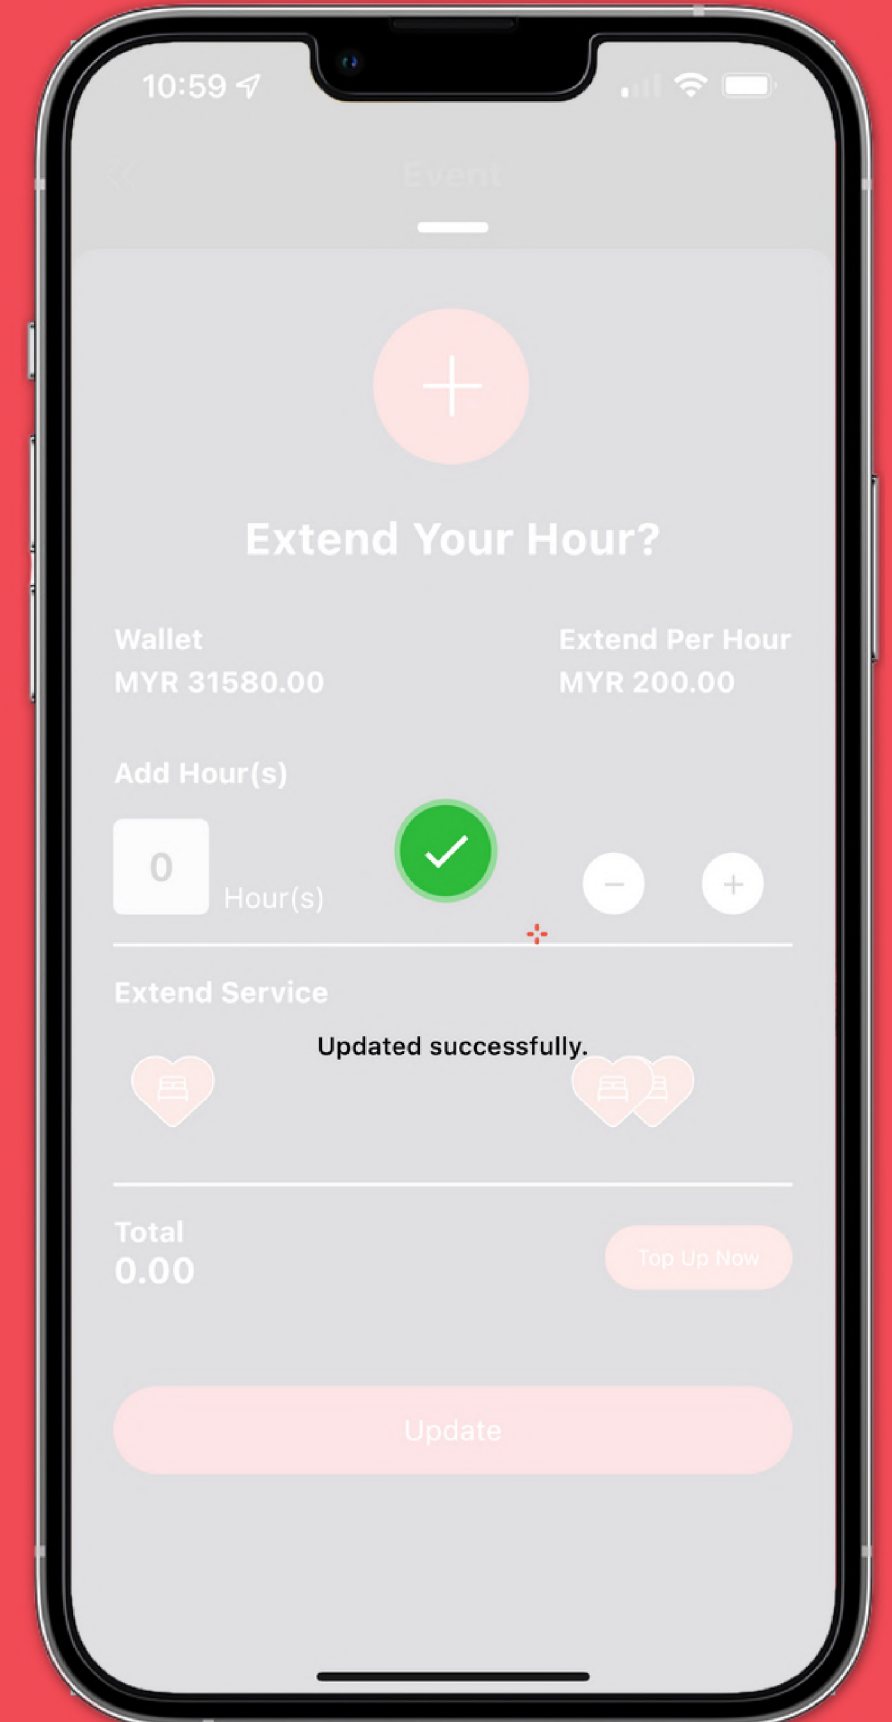 10:59
Event
Extend Your Hour?
Wallet
MYR 31580.00
Extend Per Hour
MYR 200.00
Add Hour(s)
0
Hour(s)
Extend Service
Updated successfully.
Total
0.00
Top Up Now
Update